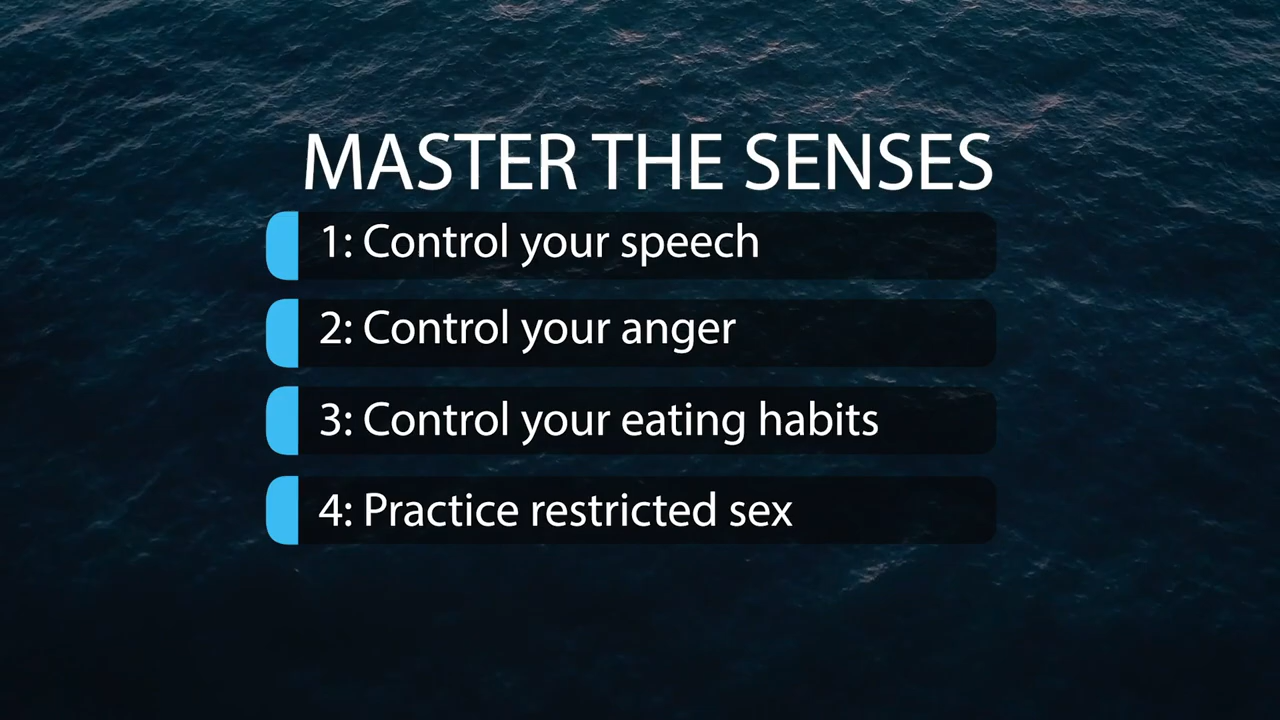 MASTER THE SENSES
1: Control your speech
2: Control your anger
3: Control your eating habits
4: Practice restricted sex